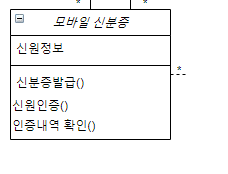 * *
모바일 신분증
신원정보
*
신분증발급()
신원인증()
인증내역 확인()